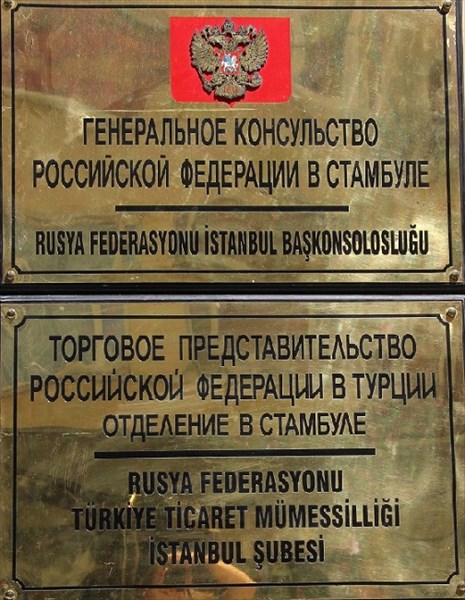 ГЕНЕРАЛЬНОЕ КОНСУЛЬСТВО
РОССИЙСКОЙ ФЕДЕРАЦИИ В СТАМБУЛЕ
RUSYA FEDERASYONU İSTANBUL BAŞKONSOLOSLUĞU
ТОРГОВОЕ ПРЕДСТАВИТЕЛЬСТВО
РОССИЙСКОЙ ФЕДЕРАЦИИ В ТУРЦИИ
ОТДЕЛЕНИЕ В СТАМБУЛЕ
RUSYA FEDERASYONU
TÜRKİYE TİCARET MÜMESSİLLİĞİ
İSTANBUL ŞUBESİ